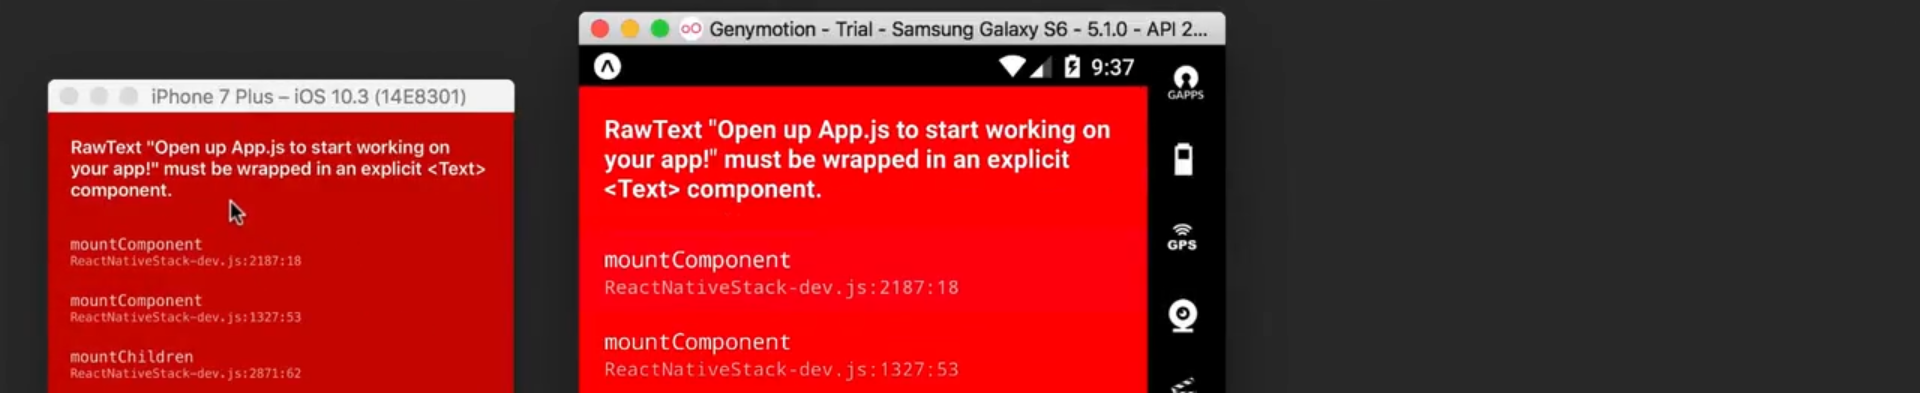 iPhone 7 Plus – iOS 10.3 (14E8301)
RawText "Open up App.js to start working on
your app!" must be wrapped in an explicit <Text>
component.
mountComponent
ReactNativeStack-dev.js:2187:18
mountComponent
ReactNativeStack-dev.js:1327:53
mountChildren
ReactNativeStack-dev.js:2871:62
Genymotion - Trial - Samsung Galaxy S6 - 5.1.0 - API 2...
9:37
RawText "Open up App.js to start working on
your app!" must be wrapped in an explicit
<Text> component.
mountComponent
ReactNativeStack-dev.js:2187:18
mountComponent
ReactNativeStack-dev.js:1327:53
GAPPS
GPS